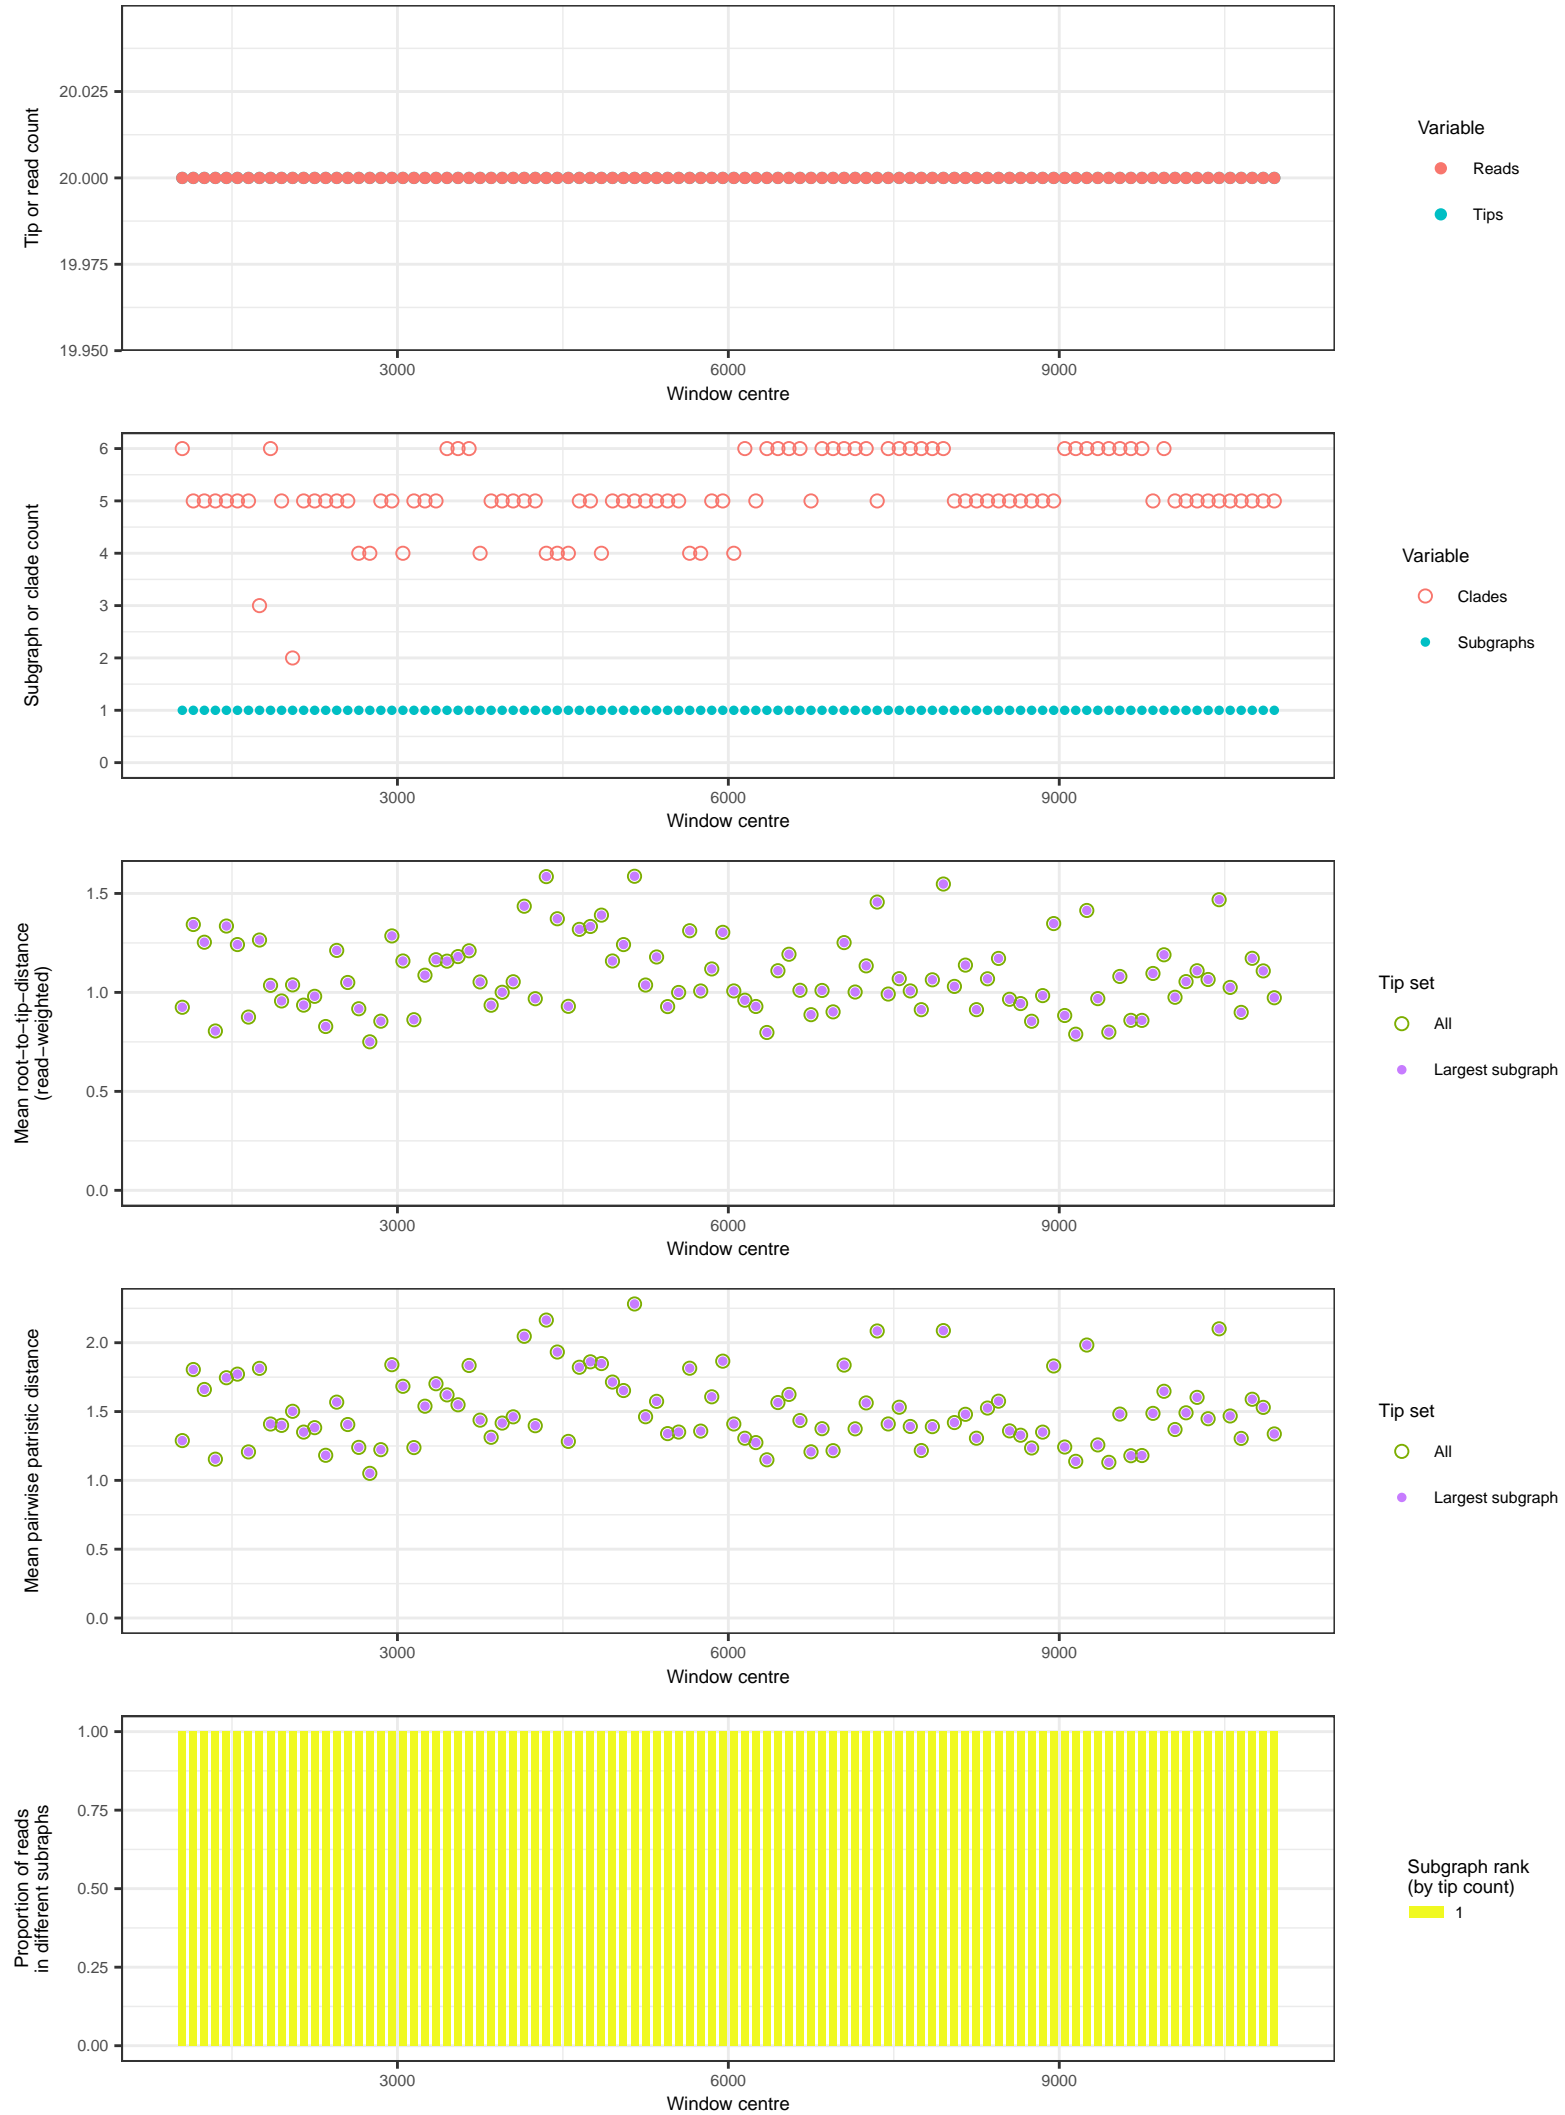 20.025
20.000
19.975
19.950
Tip or read count
3000
6000
9000
Window centre
Variable
Reads
Tips
6
5
4
3
2
1
0
Subgraph or clade count
3000
6000
9000
Window centre
Variable
Clades
Subgraphs
1.5
1.0
0.5
0.0
Mean root−to−tip−distance
(read−weighted)
3000
6000
9000
Window centre
Tip set
All
Largest subgraph
2.0
1.5
1.0
0.5
0.0
Mean pairwise patristic distance
3000
6000
9000
Window centre
Tip set
All
Largest subgraph
1.00
0.75
0.50
0.25
0.00
Proportion of reads
in different subraphs
3000
6000
9000
Window centre
Subgraph rank
(by tip count)
1